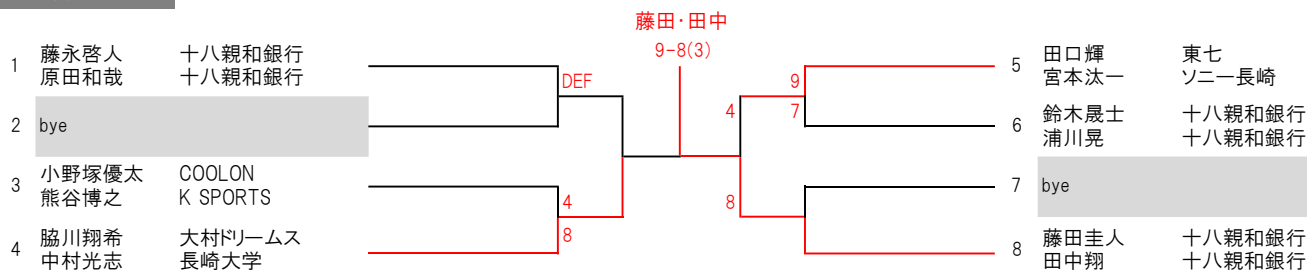 藤田・田中
9-8(3)
1 藤永啓人 十八親和銀行
原田和哉 十八親和銀行
DEF
2 bye
3 小野塚優太 COOLON
熊谷博之 K SPORTS
4
8
4 脇川翔希 大村ドリームス
中村光志 長崎大学
5 田口輝 東七
宮本汰一 ソニー長崎
9
7
4
6 鈴木晟士 十八親和銀行
浦川晃 十八親和銀行
7 bye
8
8 藤田圭人 十八親和銀行
田中翔 十八親和銀行